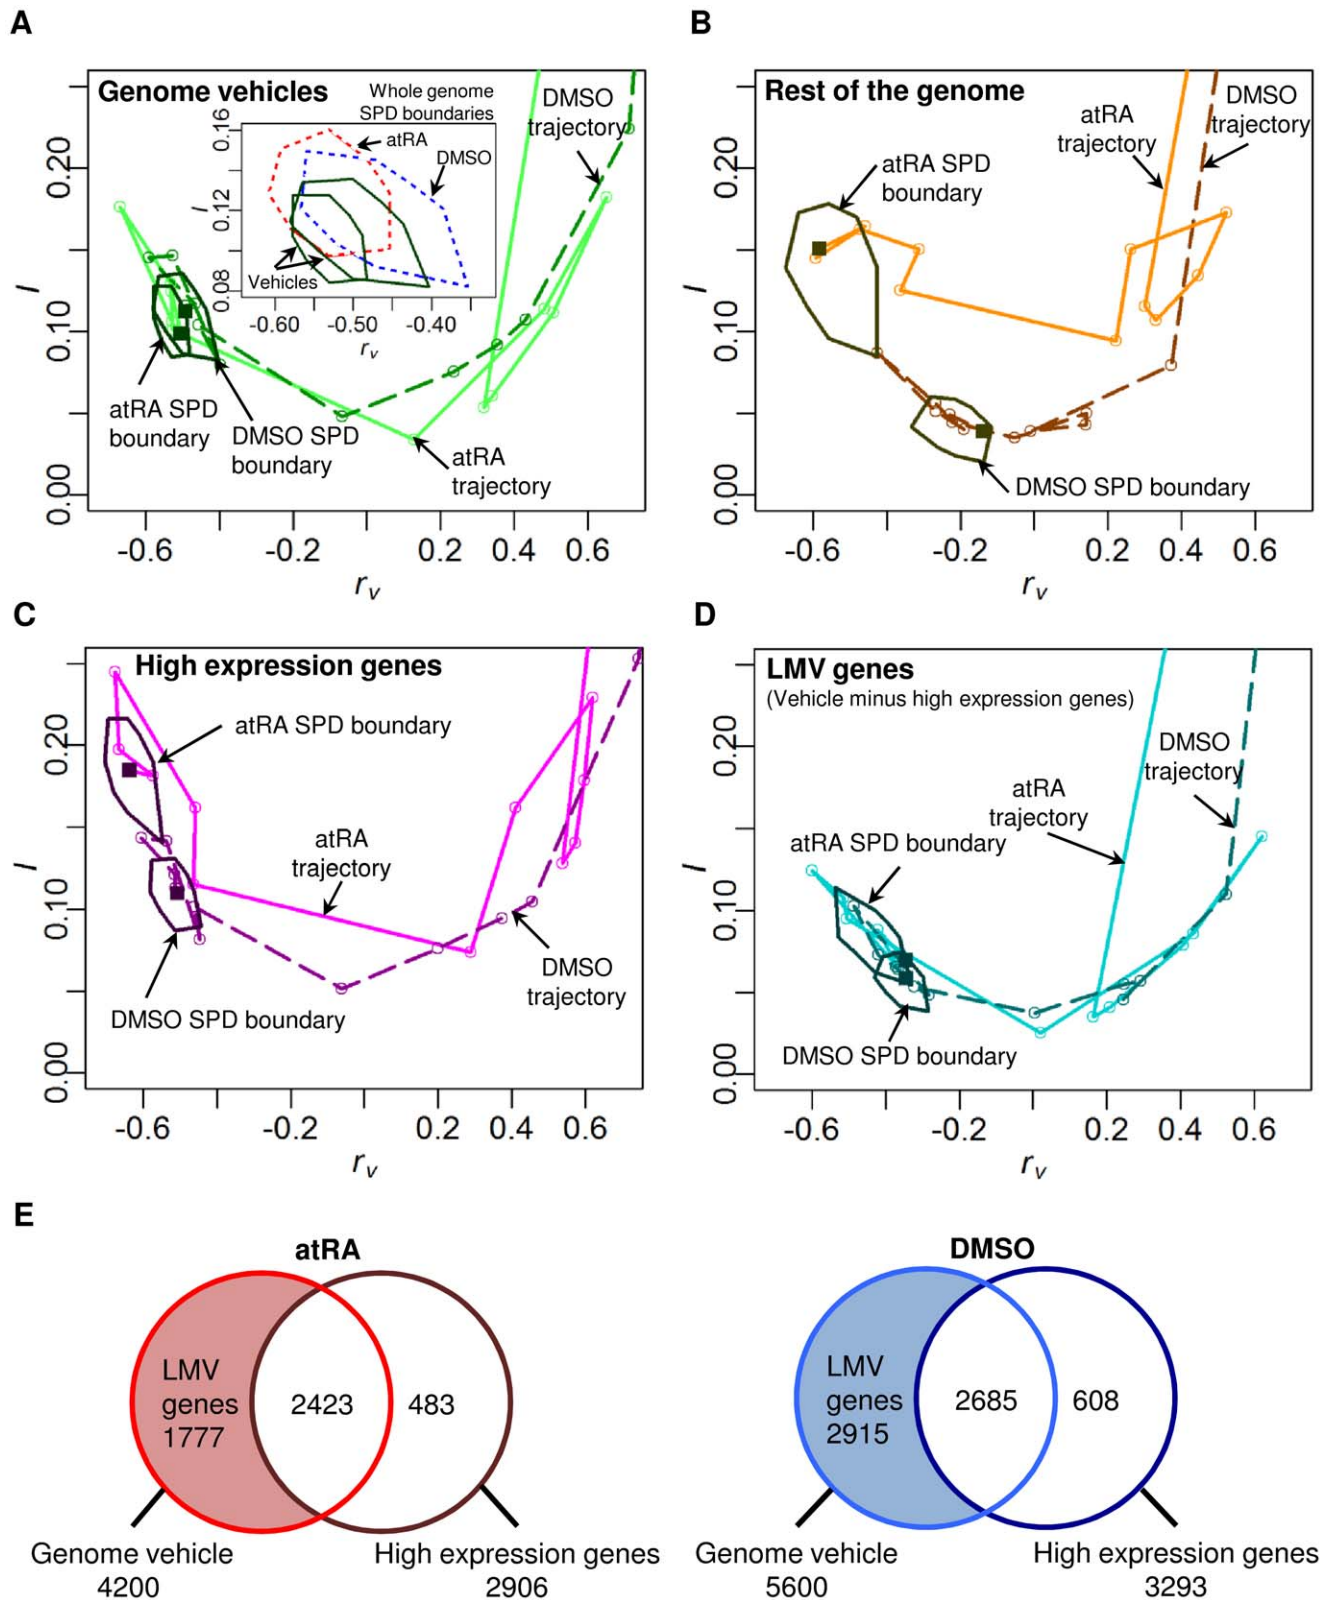 A
Genome vehicles
Whole genome
SPD boundaries
atRA
DMSO
Vehicles
0.16
0.12
0.08
I
-0.60
-0.50
-0.40
rv
DMSO
trajectory
atRA SPD
boundary
DMSO SPD
boundary
atRA
trajectory
0.20
0.10
0.00
I
-0.6
-0.2
0.2
0.4
0.6
rv
B
Rest of the genome
atRA
trajectory
DMSO
trajectory
atRA SPD
boundary
DMSO SPD boundary
0.20
0.10
0.00
I
-0.6
-0.2
0.2
0.4
0.6
rv
C
High expression genes
atRA SPD boundary
atRA
trajectory
DMSO
trajectory
DMSO SPD boundary
0.20
0.10
0.00
I
-0.6
-0.2
0.2
0.4
0.6
rv
D
LMV genes
(Vehicle minus high expression genes)
DMSO
trajectory
atRA
trajectory
atRA SPD boundary
DMSO SPD boundary
0.20
0.10
0.00
I
-0.6
-0.2
0.2
0.4
0.6
rv
E
atRA
LMV
genes
1777
2423
483
Genome vehicle
4200
High expression genes
2906
DMSO
LMV
genes
2915
2685
608
Genome vehicle
5600
High expression genes
3293